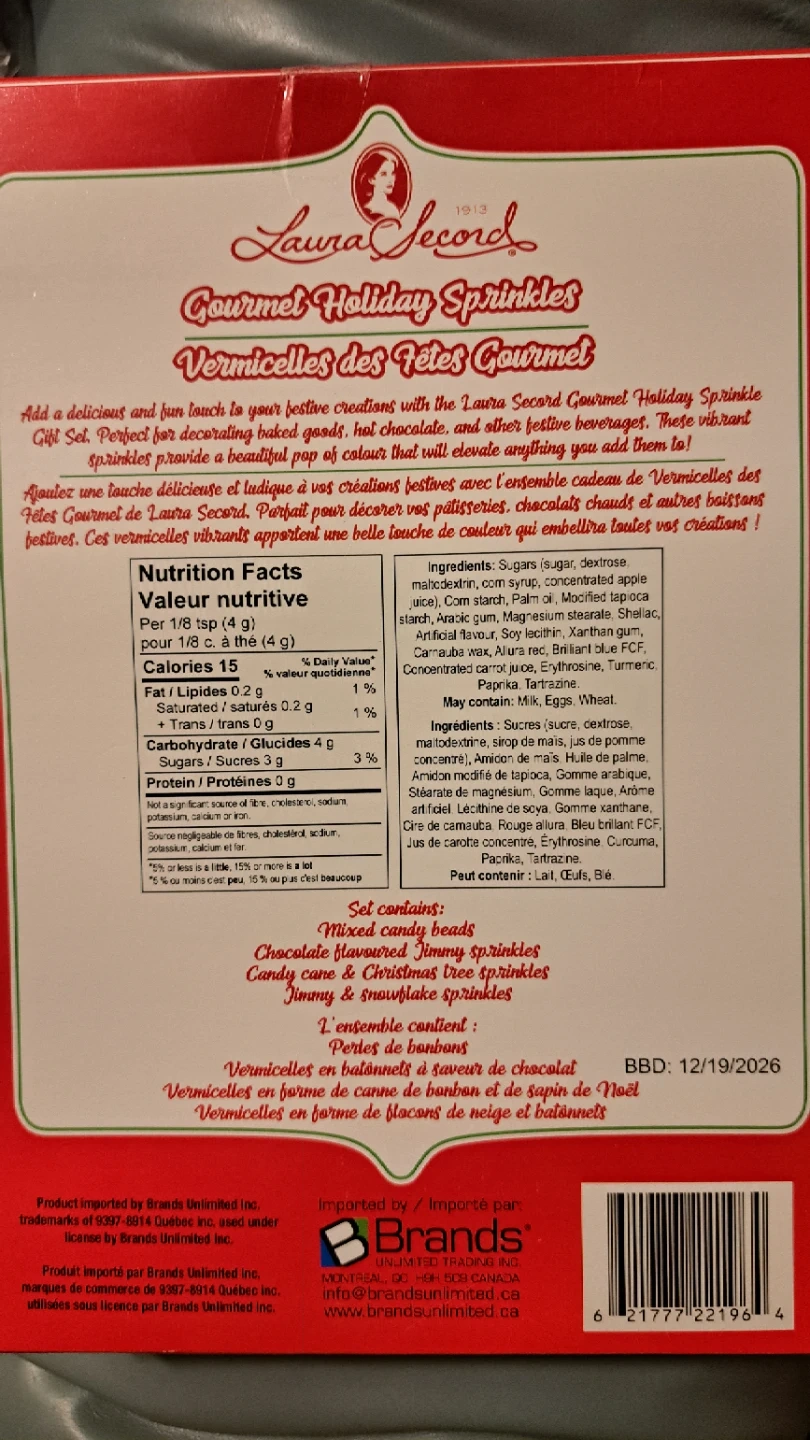 1913
Laura Secord
Gourmet Holiday Sprinkles
Vermicelles des Fêtes Gourmet
Add a delicious and fun touch to your festive creations with the Laura Secord Gourmet Holiday Sprinkle
Gift Set. Perfect for decorating baked goods, hot chocolate, and other festive beverages. These vibrant
sprinkles provide a beautiful pop of colour that will elevate anything you add them to!
Ajoutez une touche délicieuse et ludique à vos créations festives avec l'ensemble cadeau de Vermicelles des
Fêtes Gourmet de Laura Secord. Parfait pour décorer vos pâtisseries, chocolats chauds et autres boissons
festives. Ces vermicelles vibrants apportent une belle touche de couleur qui embellira toutes vos créations !
Nutrition Facts
Valeur nutritive
Per 1/8 tsp (4 g)
pour 1/8 c. à thé (4 g)
Calories 15
% Daily Value*
% valeur quotidienne*
Fat / Lipides 0.2 g 1 %
Saturated / saturés 0.2 g
+ Trans / trans 0 g 1 %
Carbohydrate / Glucides 4 g
Sugars / Sucres 3 g 3 %
Protein / Protéines 0 g
Not a significant source of fibre, cholesterol, sodium,
potassium, calcium or iron.
Source négligeable de fibres, cholestérol, sodium,
potassium, calcium et fer.
*5% or less is a little, 15% or more is a lot
*5 % ou moins c'est peu, 15 % ou plus c'est beaucoup
Ingredients: Sugars (sugar, dextrose,
maltodextrin, corn syrup, concentrated apple
juice), Corn starch, Palm oil, Modified tapioca
starch, Arabic gum, Magnesium stearate, Shellac,
Artificial flavour, Soy lecithin, Xanthan gum,
Carnauba wax, Allura red, Brilliant blue FCF,
Concentrated carrot juice, Erythrosine, Turmeric,
Paprika, Tartrazine.
May contain: Milk, Eggs, Wheat.
Ingrédients : Sucres (sucre, dextrose,
maltodextrine, sirop de maïs, jus de pomme
concentré), Amidon de maïs, Huile de palme,
Amidon modifié de tapioca, Gomme arabique,
Stéarate de magnésium, Gomme laque, Arôme
artificiel, Lécithine de soya, Gomme xanthane,
Cire de carnauba, Rouge allura, Bleu brillant FCF,
Jus de carotte concentré, Érythrosine, Curcuma,
Paprika, Tartrazine.
Peut contenir : Lait, Œufs, Blé.
Set contains:
Mixed candy beads
Chocolate flavoured Jimmy sprinkles
Candy cane & Christmas tree sprinkles
Jimmy & snowflake sprinkles
L'ensemble contient :
Perles de bonbons
Vermicelles en batônnets à saveur de chocolat
Vermicelles en forme de canne de bonbon et de sapin de Noël
Vermicelles en forme de flocons de neige et batônnets
BBD: 12/19/2026
Product imported by Brands Unlimited Inc,
trademarks of 9397-8914 Québec inc. used under
license by Brands Unlimited Inc.
Produit importé par Brands Unlimited inc,
marques de commerce de 9397-8914 Québec inc.
utilisées sous licence par Brands Unlimited inc.
Imported by / Importé par:
Brands
UNLIMITED TRADING INC.
MONTREAL, QC H9H 5C9 CANADA
info@brandsunlimited.ca
www.brandsunlimited.ca
6 21777 22196 4